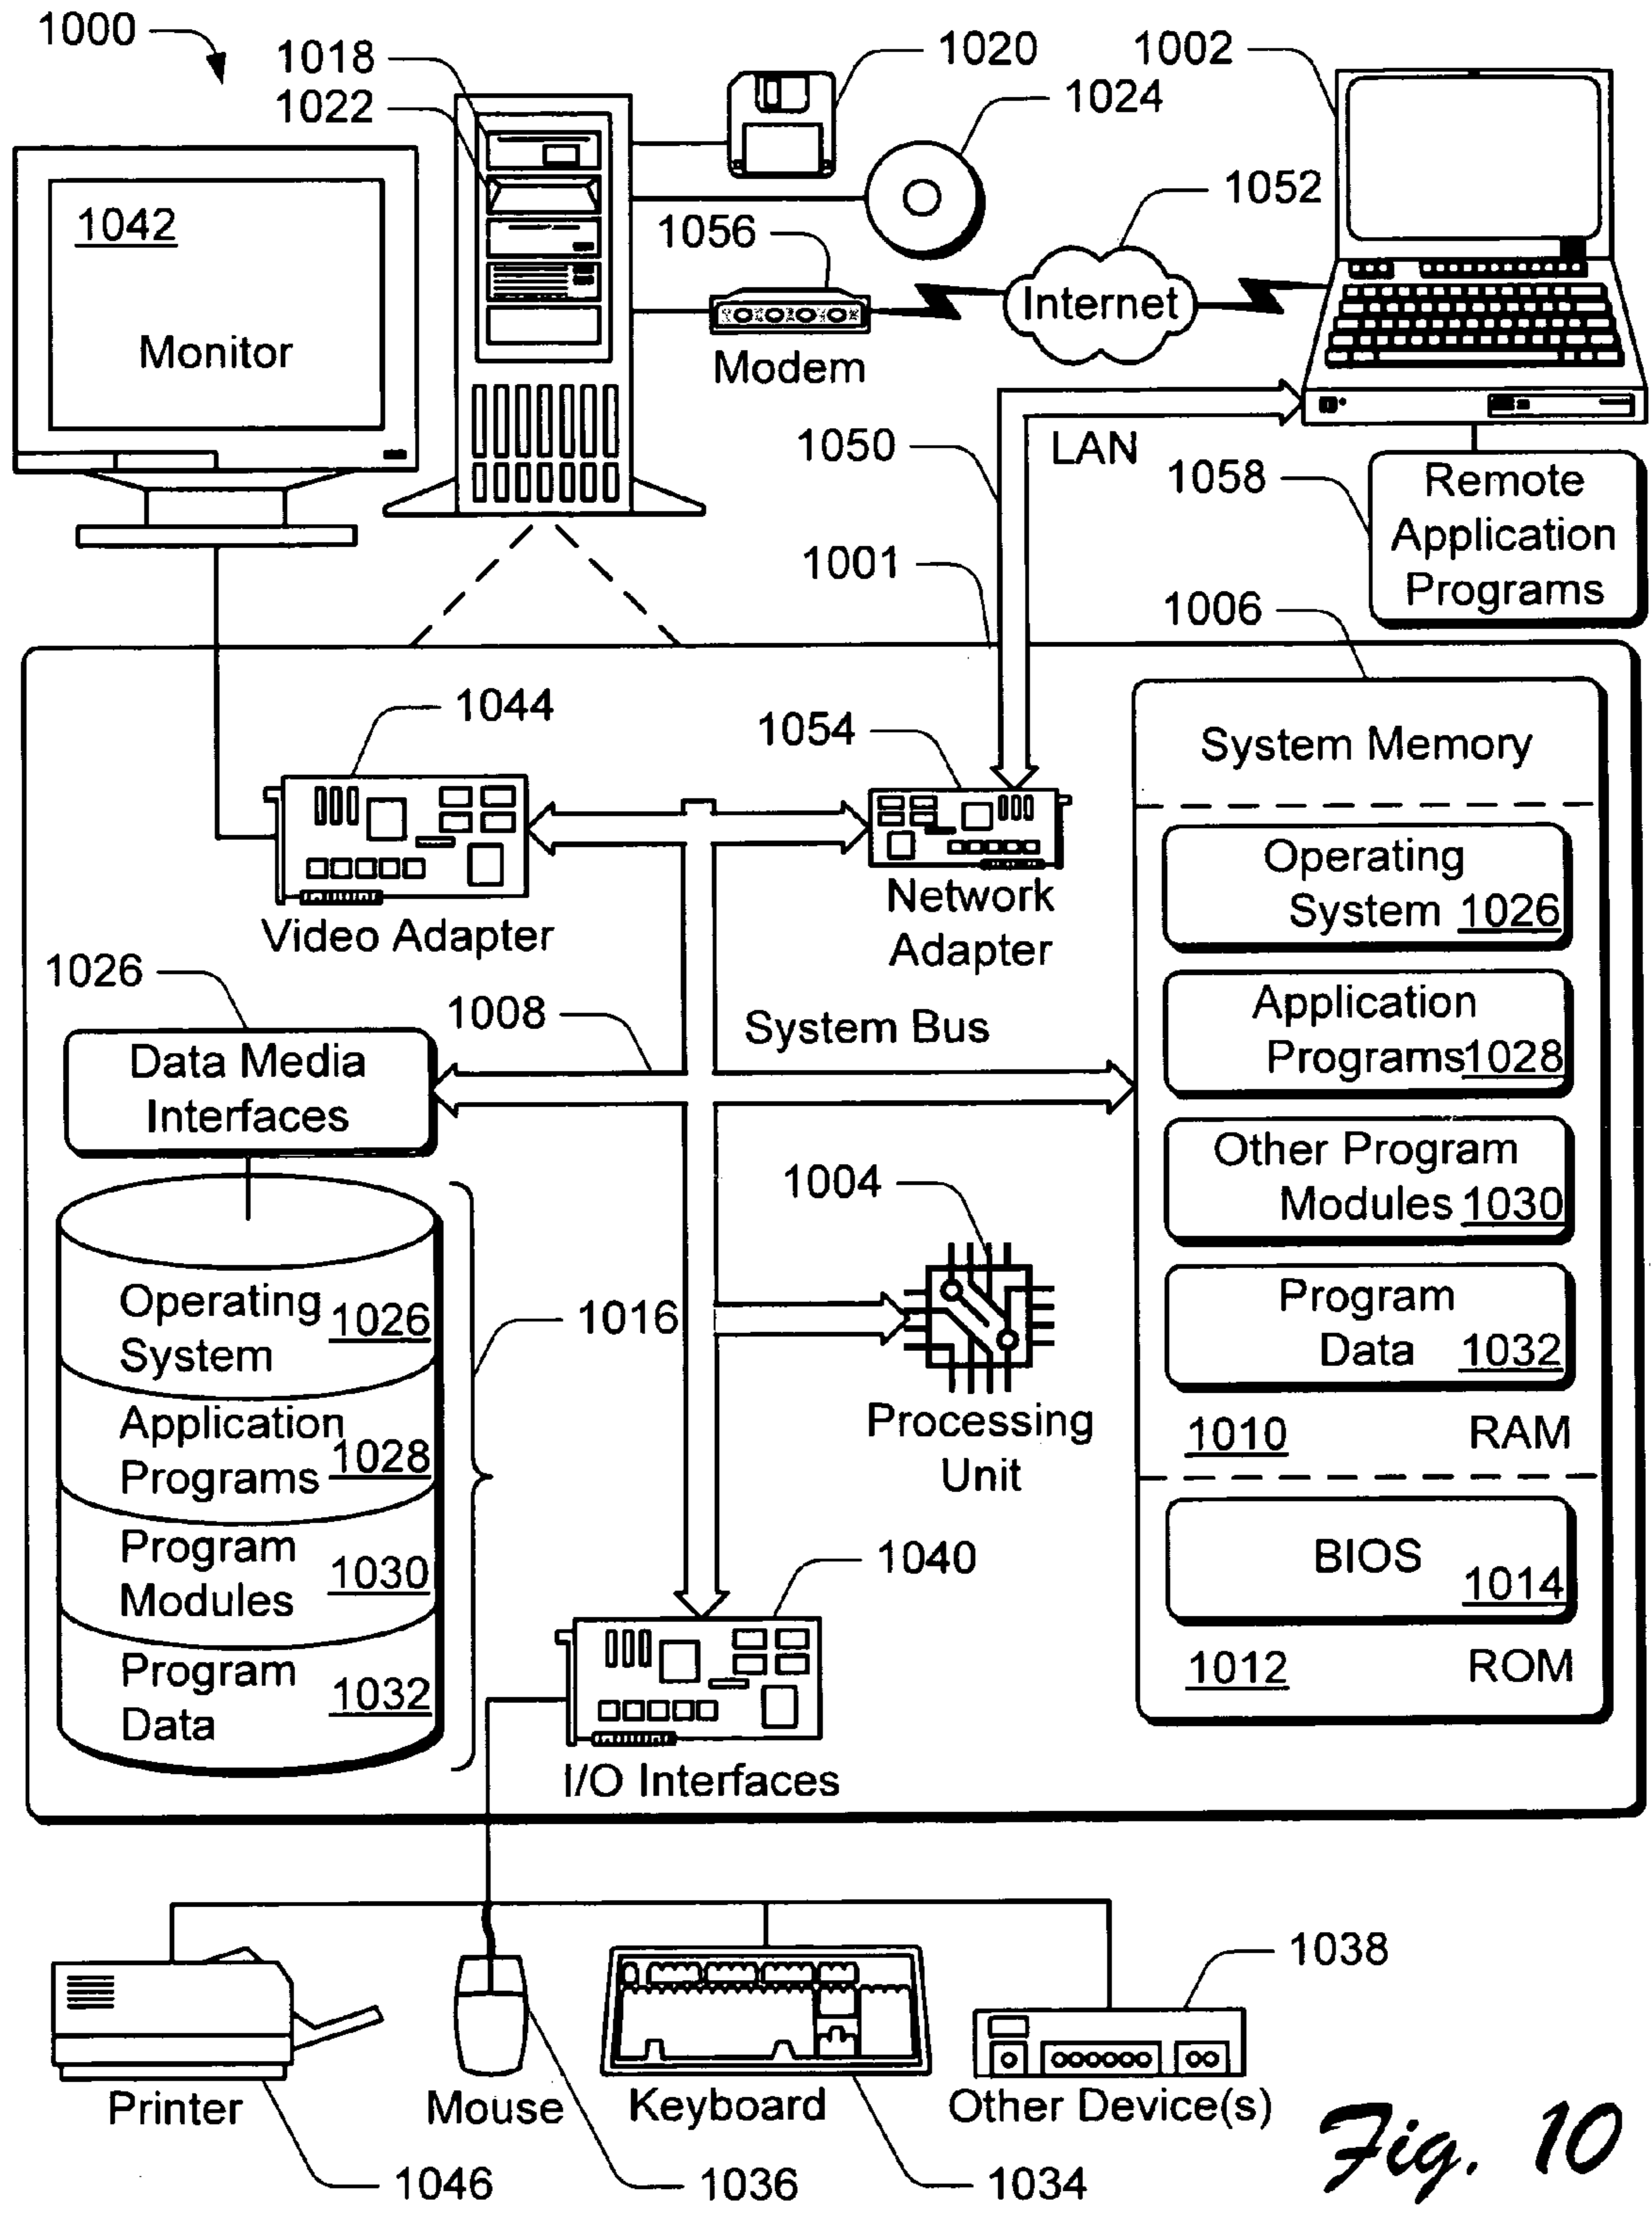 1000
1018
1022
1020
1002
1024
1042
Monitor
1056
1052
Internet
Modem
1050
LAN
1058
Remote
Application
Programs
1001
1006
1044
1054
System Memory
Video Adapter
Network
Adapter
Operating
System 1026
1026
1008
System Bus
Data Media
Interfaces
Application
Programs 1028
Other Program
Modules 1030
1004
Program
Data 1032
Operating
System 1026
1016
Application
Programs 1028
Program
Modules 1030
Program
Data 1032
Processing
Unit
1010 RAM
BIOS
1014
1012 ROM
1040
I/O Interfaces
1038
Printer
Mouse
Keyboard
Other Device(s)
1046
1036
1034
Fig. 10